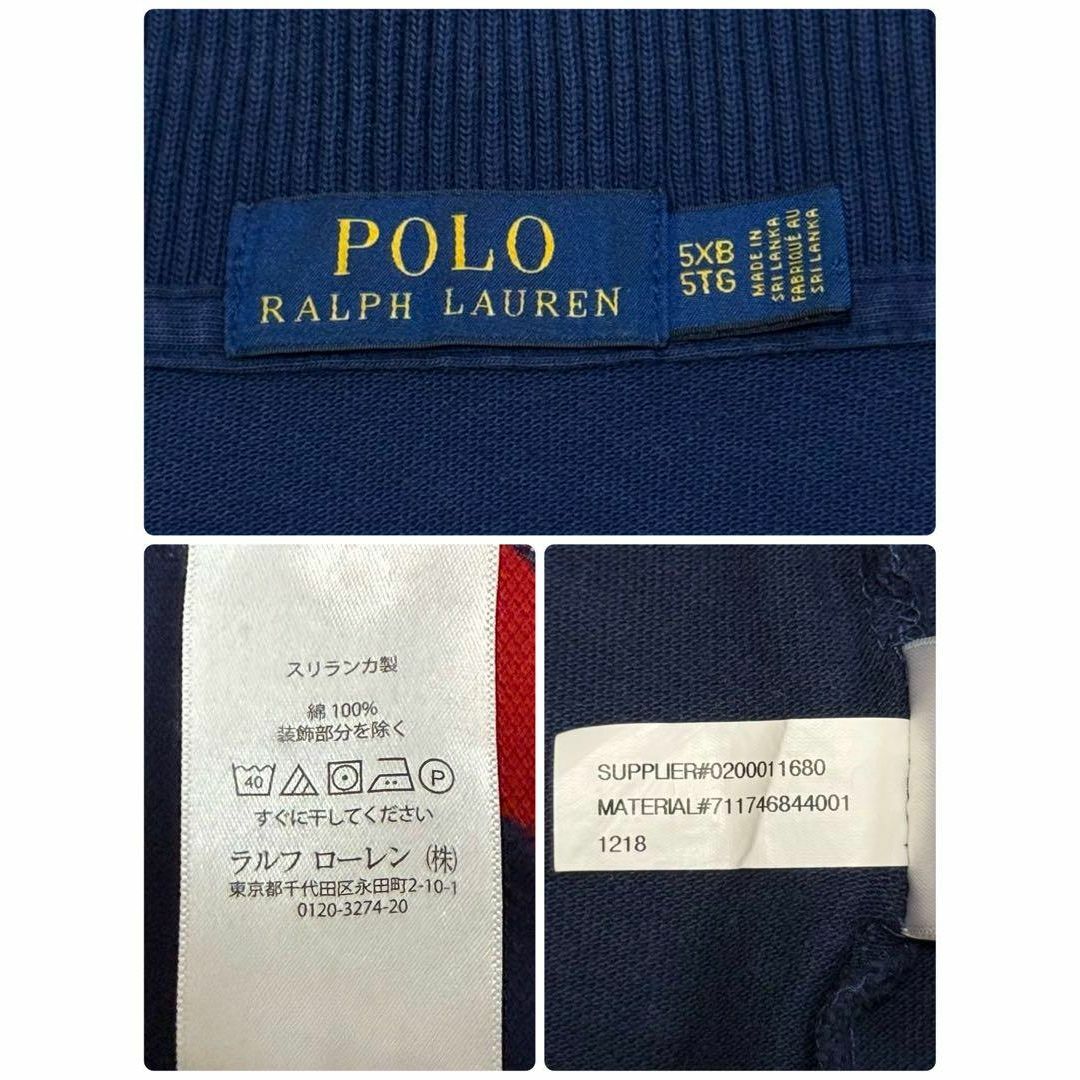 POLO
RALPH LAUREN
5XB
5TG
MADE IN
SRI LANKA
FABRIQUÉ AU
SRI LANKA
スリランカ製
綿 100%
装飾部分を除く
40 P
すぐに干してください
ラルフ ローレン (株)
東京都千代田区永田町2-10-1
0120-3274-20
SUPPLIER#0200011680
MATERIAL#711746844001
1218